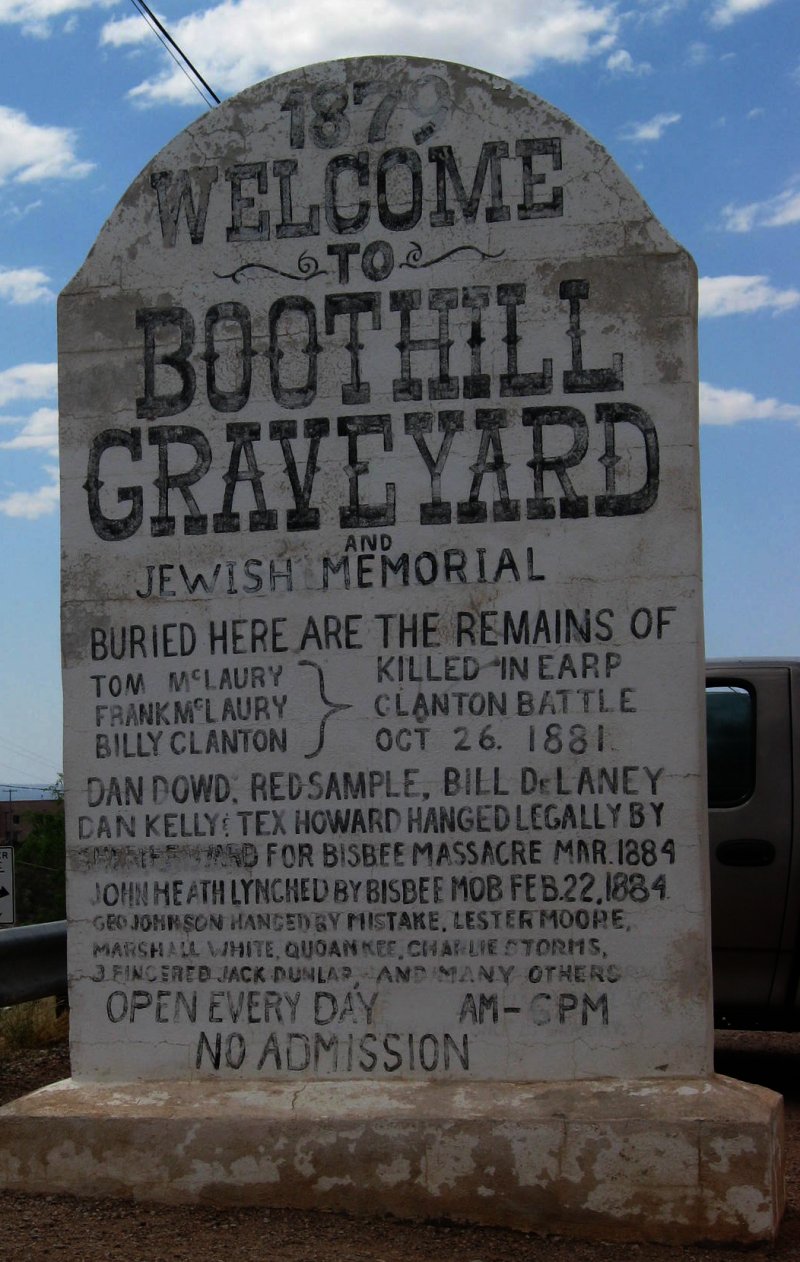 1879
WELCOME
TO
BOOTHILL
GRAVEYARD
AND
JEWISH MEMORIAL
BURIED HERE ARE THE REMAINS OF
TOM McLAURY
FRANK McLAURY
BILLY CLANTON
KILLED IN EARP
CLANTON BATTLE
OCT 26. 1881
DAN DOWD, RED SAMPLE, BILL DeLANEY
DAN KELLY & TEX HOWARD HANGED LEGALLY BY
FOR BISBEE MASSACRE MAR. 1884
JOHN HEATH LYNCHED BY BISBEE MOB FEB. 22, 1884
GEO JOHNSON HANGED BY MISTAKE, LESTER MOORE,
MARSHALL WHITE, QUOAN KEE, CHARLIE STORMS,
3 FINGERED JACK DUNLAP, AND MANY OTHERS
OPEN EVERY DAY AM-6PM
NO ADMISSION